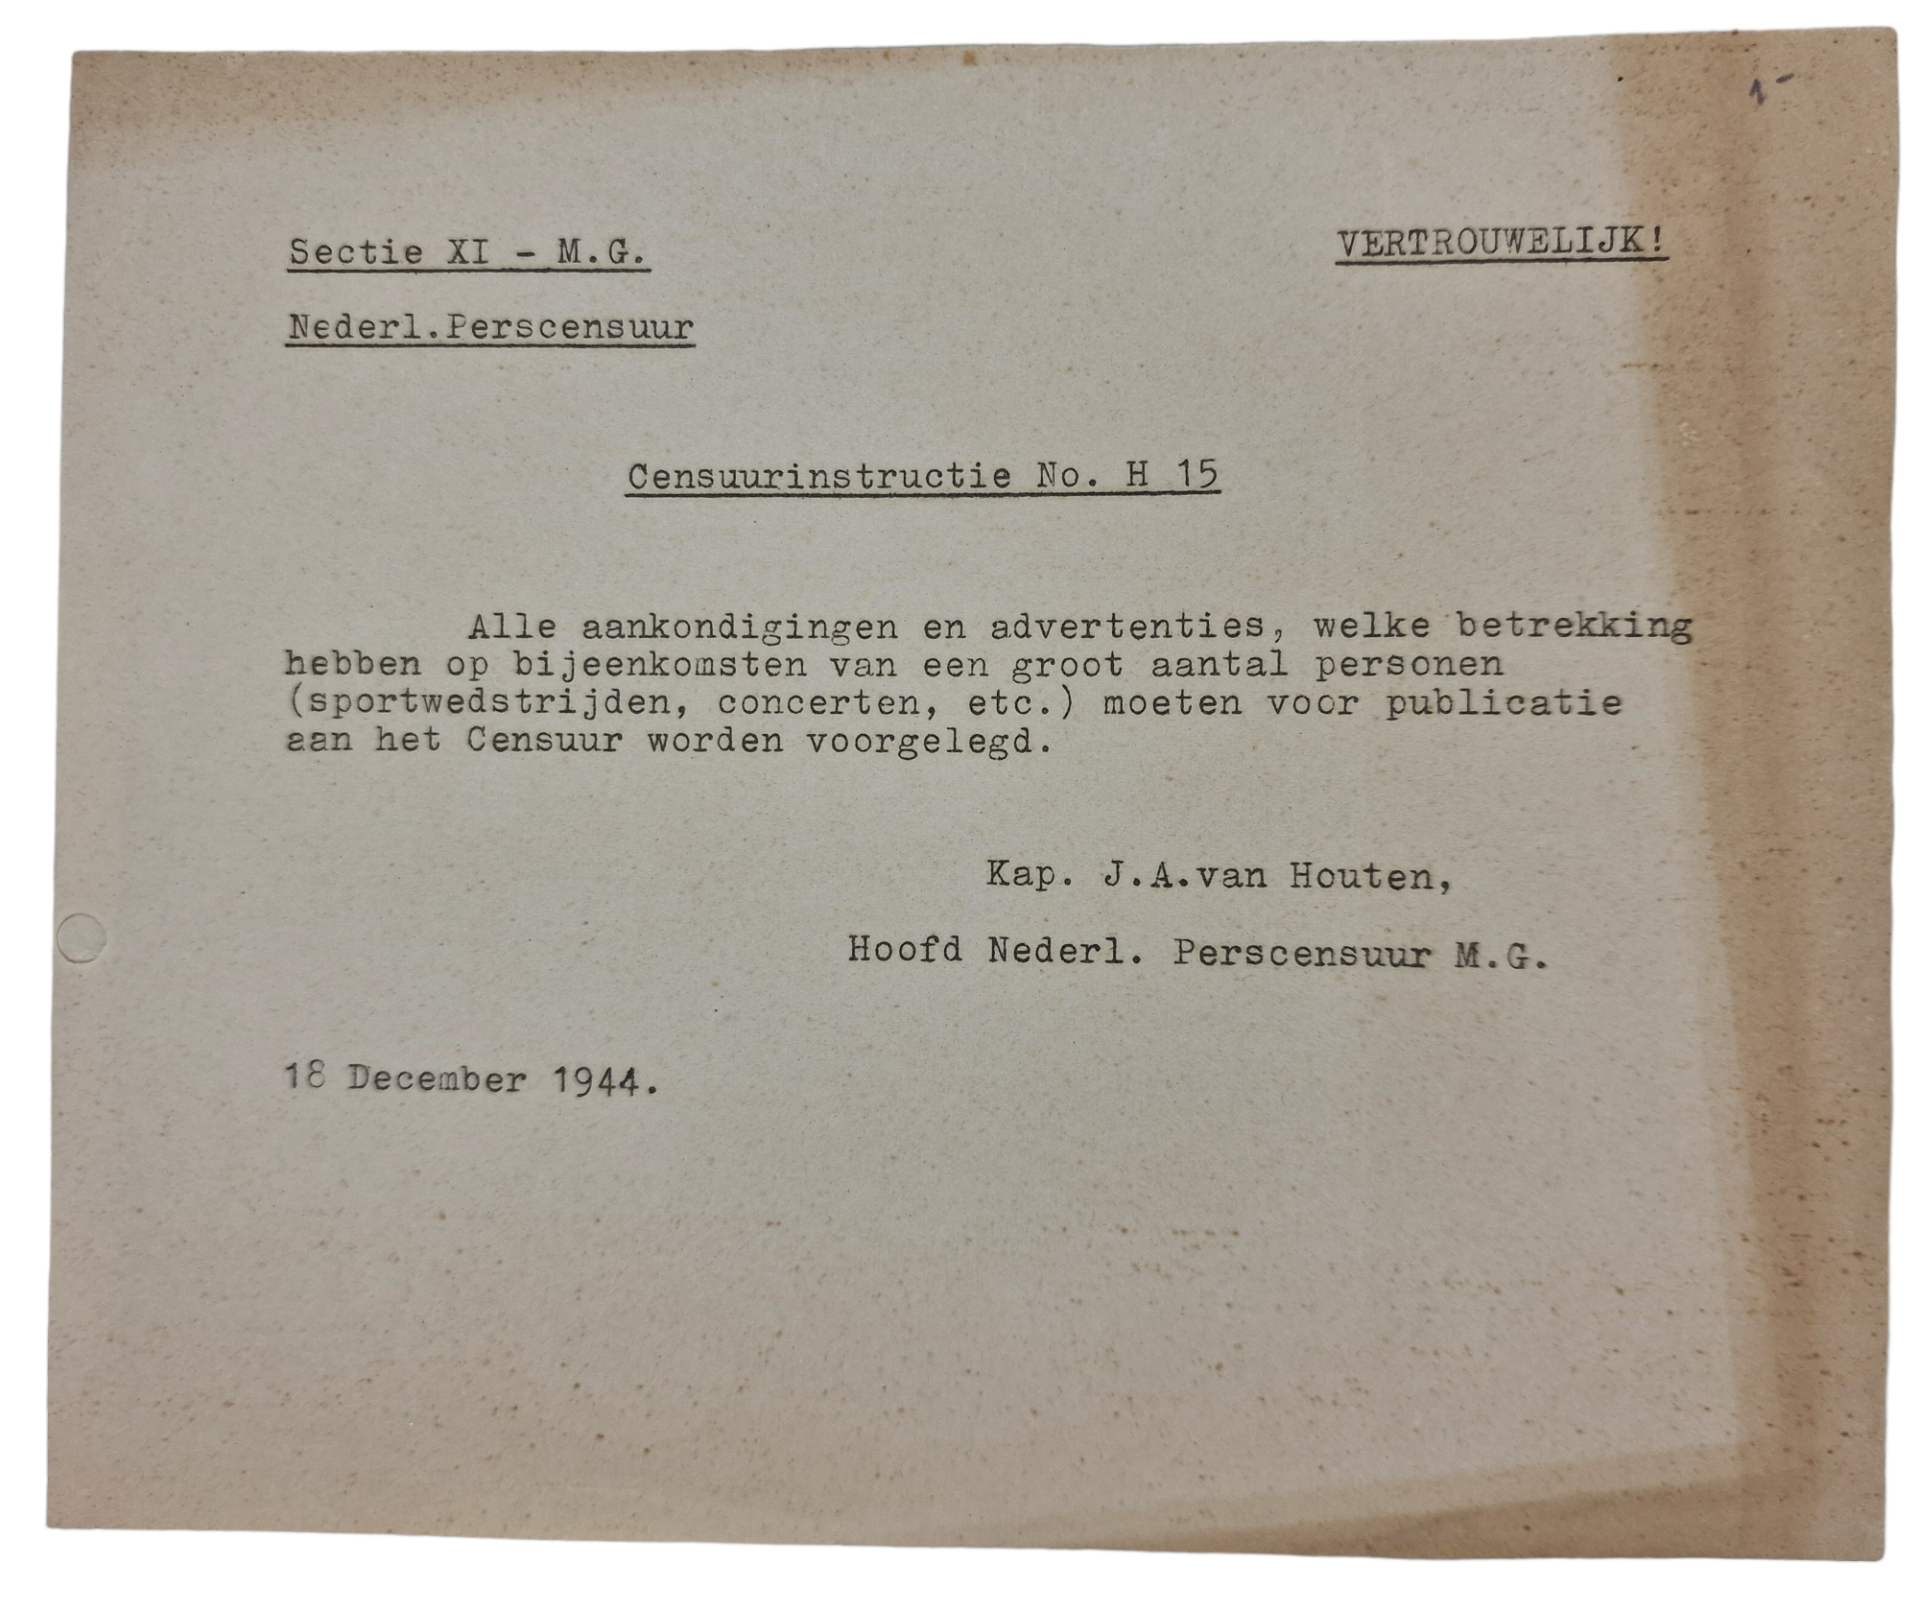 Sectie XI - M.G.
VERTROUWELIJK!
Nederl.Perscensuur
Censuurinstructie No. H 15
Alle aankondigingen en advertenties, welke betrekking
hebben op bijeenkomsten van een groot aantal personen
(sportwedstrijden, concerten, etc.) moeten voor publicatie
aan het Censuur worden voorgelegd.
Kap. J.A.van Houten,
Hoofd Nederl. Perscensuur M.G.
18 December 1944.